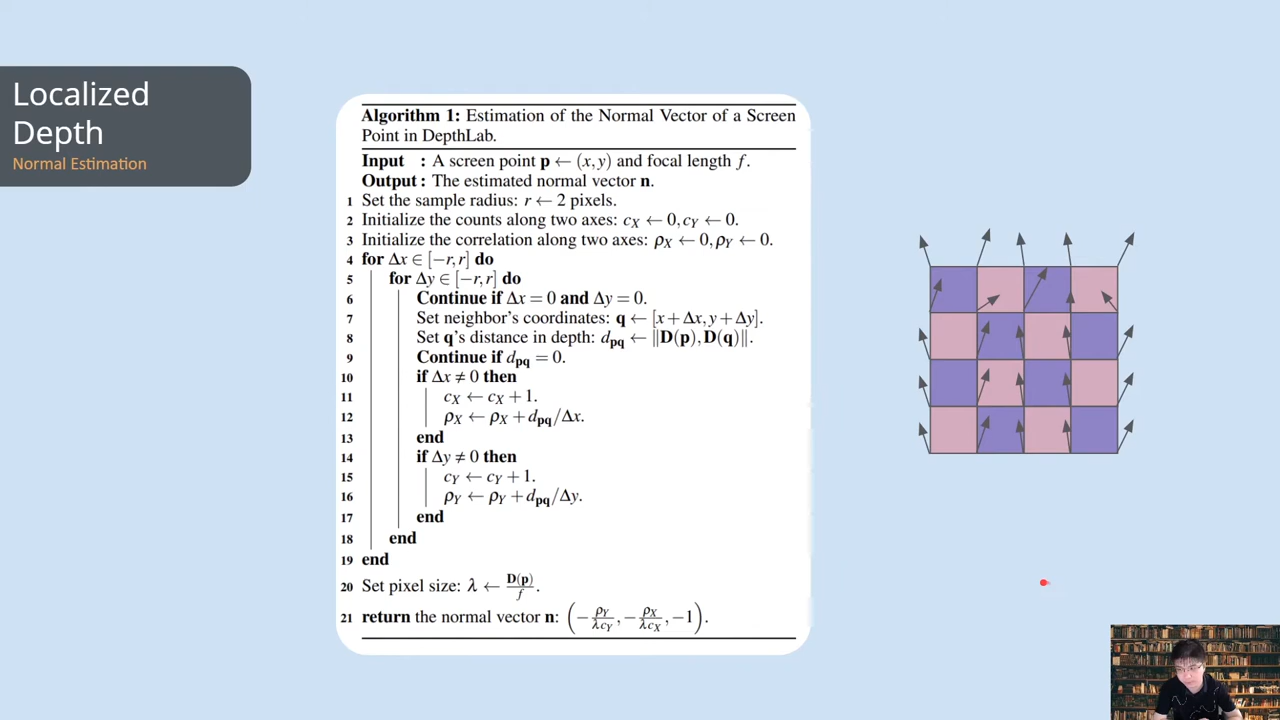 Localized
Depth
Normal Estimation
Algorithm 1: Estimation of the Normal Vector of a Screen
Point in DepthLab.
Input : A screen point p ← (x, y) and focal length f.
Output : The estimated normal vector n.
1 Set the sample radius: r ← 2 pixels.
2 Initialize the counts along two axes: c_X ← 0, c_Y ← 0.
3 Initialize the correlation along two axes: ρ_X ← 0, ρ_Y ← 0.
4 for Δx ∈ [−r, r] do
5 for Δy ∈ [−r, r] do
6 Continue if Δx = 0 and Δy = 0.
7 Set neighbor's coordinates: q ← [x + Δx, y + Δy].
8 Set q's distance in depth: d_pq ← ‖D(p), D(q)‖.
9 Continue if d_pq = 0.
10 if Δx ≠ 0 then
11 c_X ← c_X + 1.
12 ρ_X ← ρ_X + d_pq/Δx.
13 end
14 if Δy ≠ 0 then
15 c_Y ← c_Y + 1.
16 ρ_Y ← ρ_Y + d_pq/Δy.
17 end
18 end
19 end
20 Set pixel size: λ ← D(p)/f.
21 return the normal vector n: (−ρ_Y/λc_Y, −ρ_X/λc_X, −1).